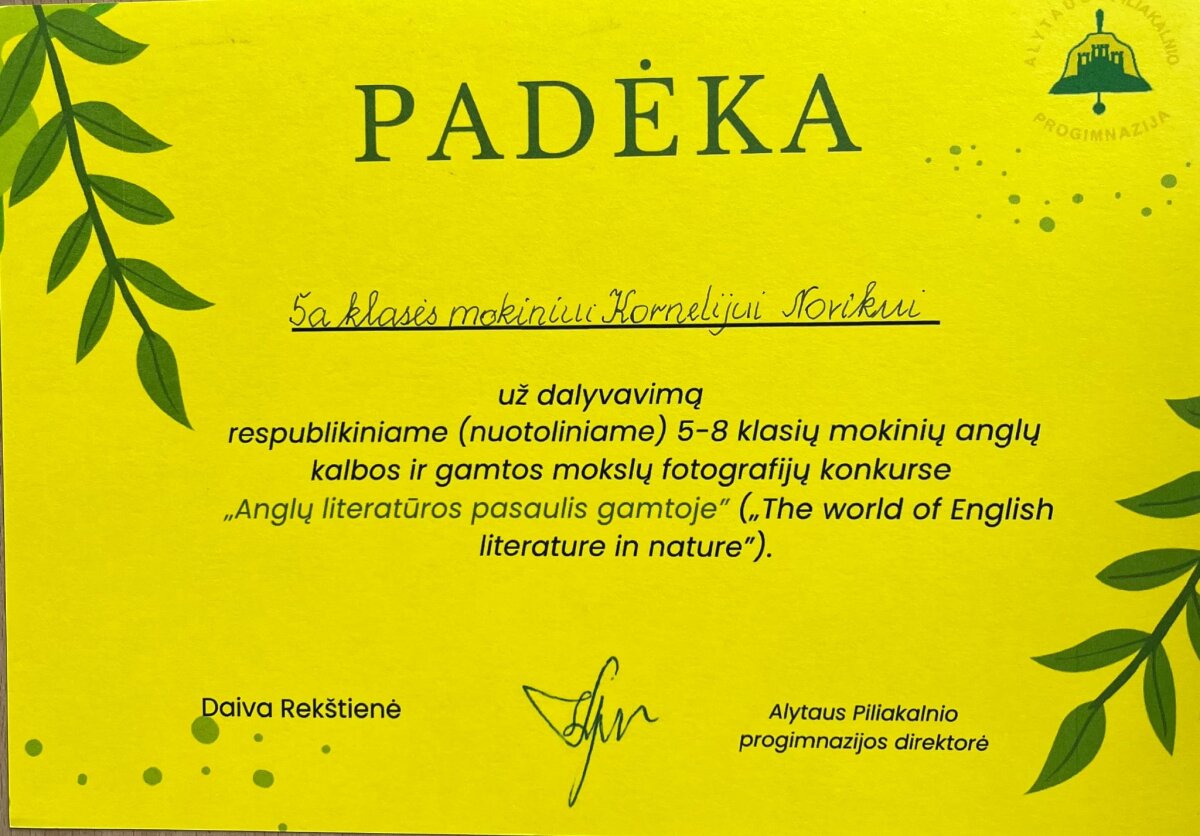 ALYTAUS PILIAKALNIO
PROGIMNAZIJA
PADĖKA
5a klasės mokiniui Kornelijui Novikui
už dalyvavimą
respublikiniame (nuotoliniame) 5-8 klasių mokinių anglų
kalbos ir gamtos mokslų fotografijų konkurse
„Anglų literatūros pasaulis gamtoje” („The world of English
literature in nature”).
Daiva Rekštienė
Alytaus Piliakalnio
progimnazijos direktorė